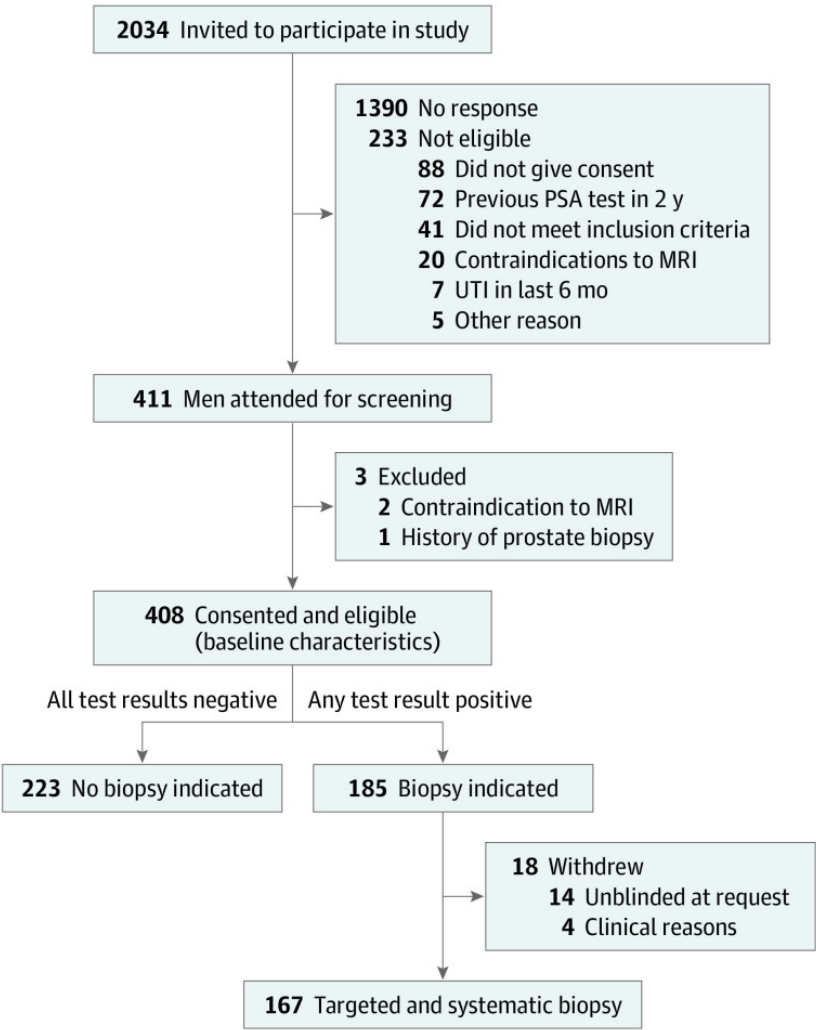 2034 Invited to participate in study
1390 No response
233 Not eligible
88 Did not give consent
72 Previous PSA test in 2 y
41 Did not meet inclusion criteria
20 Contraindications to MRI
7 UTI in last 6 mo
5 Other reason
411 Men attended for screening
3 Excluded
2 Contraindication to MRI
1 History of prostate biopsy
408 Consented and eligible
(baseline characteristics)
All test results negative
Any test result positive
223 No biopsy indicated
185 Biopsy indicated
18 Withdrew
14 Unblinded at request
4 Clinical reasons
167 Targeted and systematic biopsy